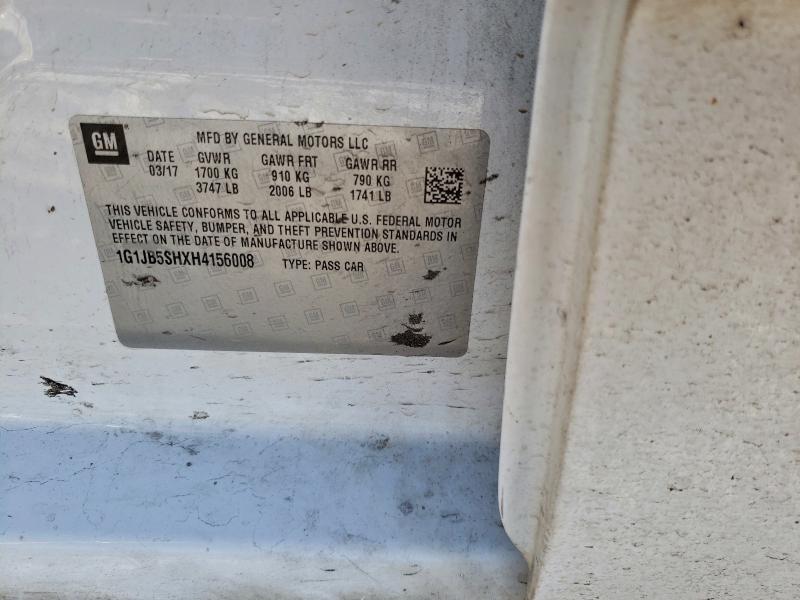 GM
MFD BY GENERAL MOTORS LLC
DATE GVWR GAWR FRT GAWR RR
03/17 1700 KG 910 KG 790 KG
3747 LB 2006 LB 1741 LB
THIS VEHICLE CONFORMS TO ALL APPLICABLE U.S. FEDERAL MOTOR
VEHICLE SAFETY, BUMPER, AND THEFT PREVENTION STANDARDS IN
EFFECT ON THE DATE OF MANUFACTURE SHOWN ABOVE.
1G1JB5SHXH4156008 TYPE: PASS CAR